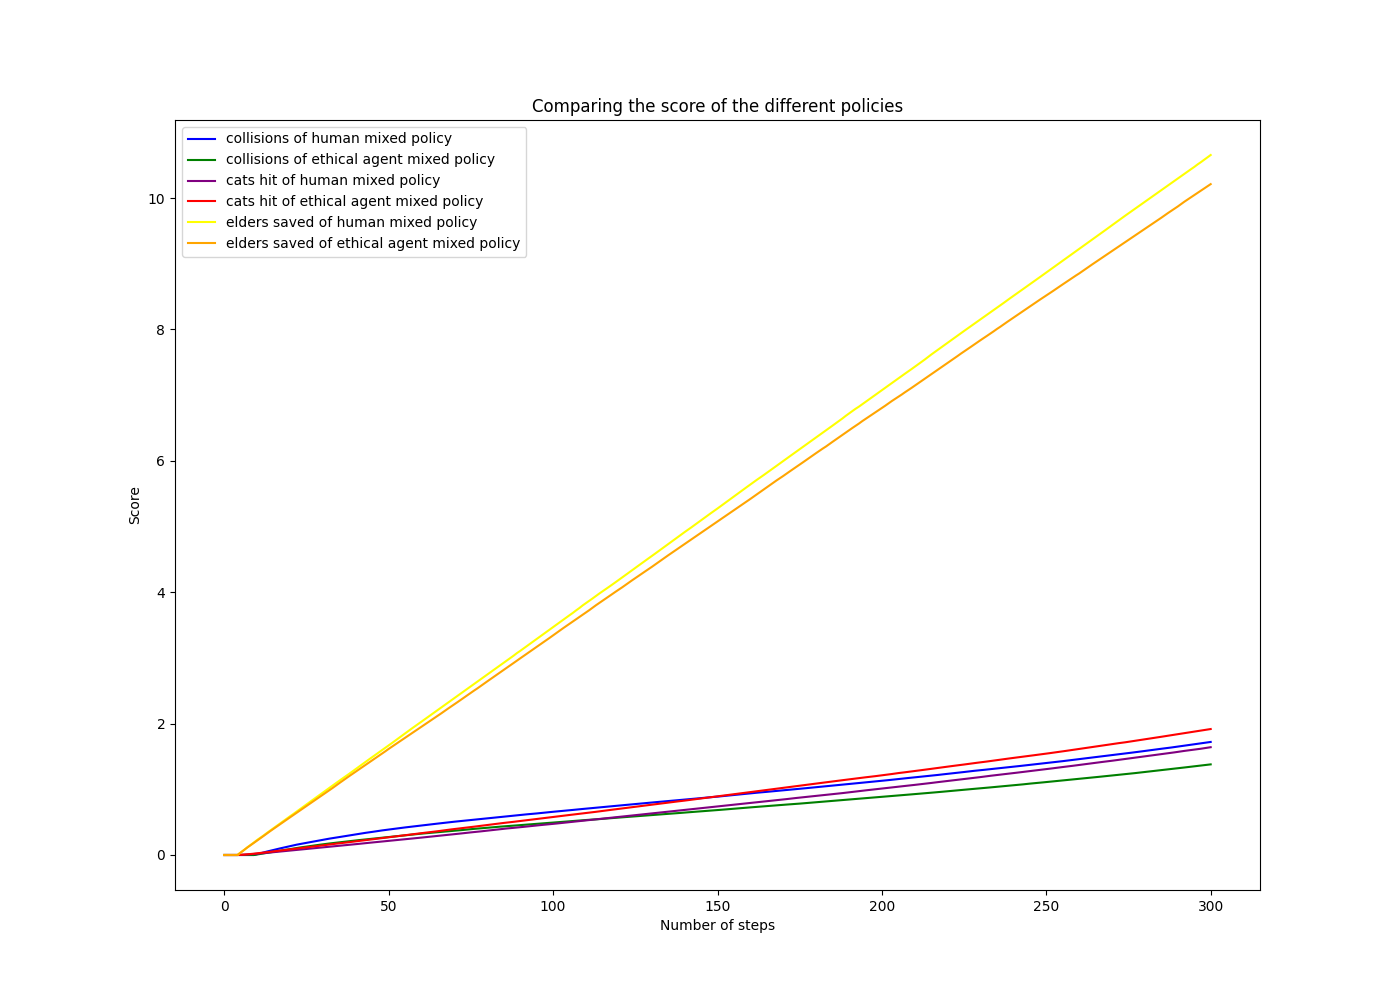 Comparing the score of the different policies
collisions of human mixed policy
collisions of ethical agent mixed policy
cats hit of human mixed policy
cats hit of ethical agent mixed policy
elders saved of human mixed policy
elders saved of ethical agent mixed policy
10
8
6
4
2
0
Score
0 50 100 150 200 250 300
Number of steps